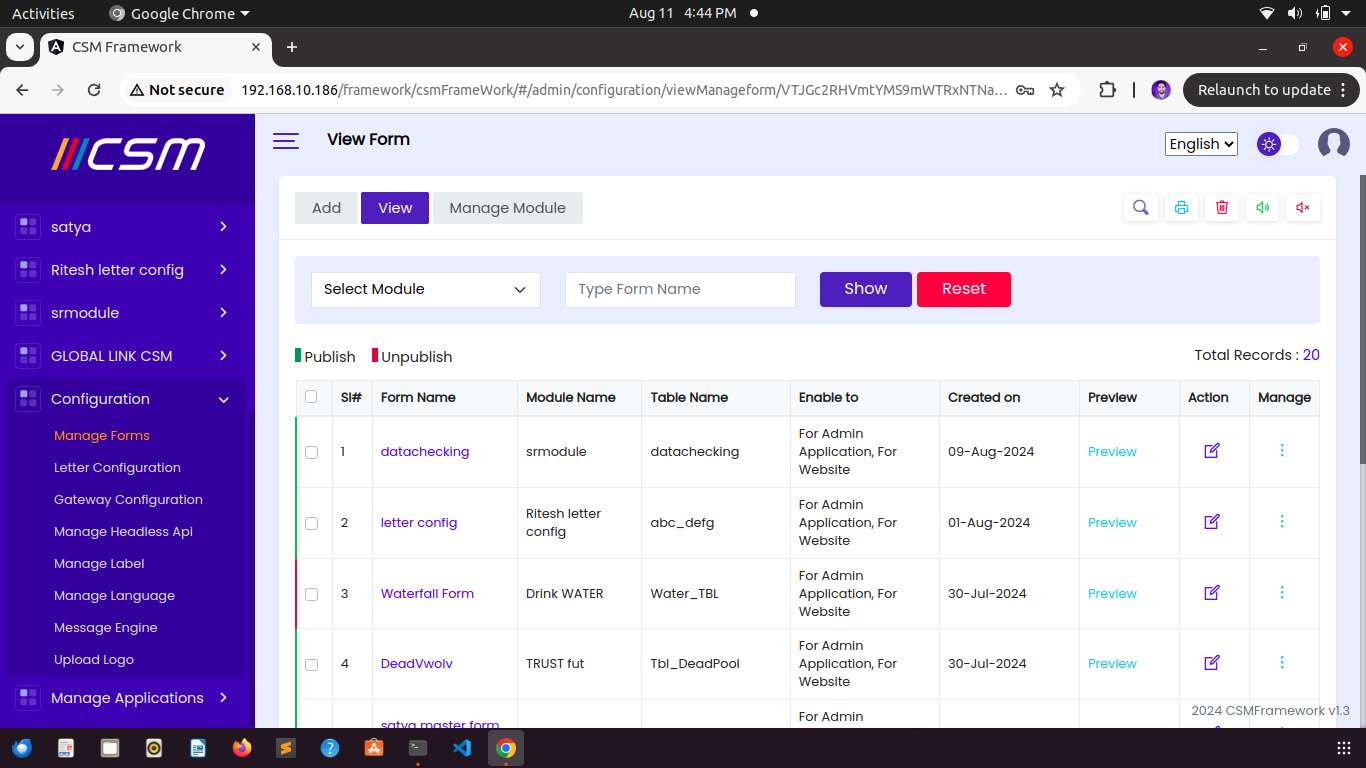 Activities
Google Chrome
Aug 11 4:44 PM
CSM Framework
Not secure
192.168.10.186/framework/csmFrameWork/#/admin/configuration/viewManageform/VTJGc2RHVmtYMS9mWTRxNTNa...
Relaunch to update
CSM
View Form
English
satya
Ritesh letter config
srmodule
GLOBAL LINK CSM
Configuration
Manage Forms
Letter Configuration
Gateway Configuration
Manage Headless Api
Manage Label
Manage Language
Message Engine
Upload Logo
Manage Applications
Add View Manage Module
Select Module
Type Form Name
Show
Reset
Publish Unpublish
Total Records : 20
Sl# Form Name Module Name Table Name Enable to Created on Preview Action Manage
1 datachecking srmodule datachecking For Admin Application, For Website 09-Aug-2024 Preview
2 letter config Ritesh letter config abc_defg For Admin Application, For Website 01-Aug-2024 Preview
3 Waterfall Form Drink WATER Water_TBL For Admin Application, For Website 30-Jul-2024 Preview
4 DeadVwolv TRUST fut Tbl_DeadPool For Admin Application, For Website 30-Jul-2024 Preview
satya master form For Admin
2024 CSMFramework v1.3